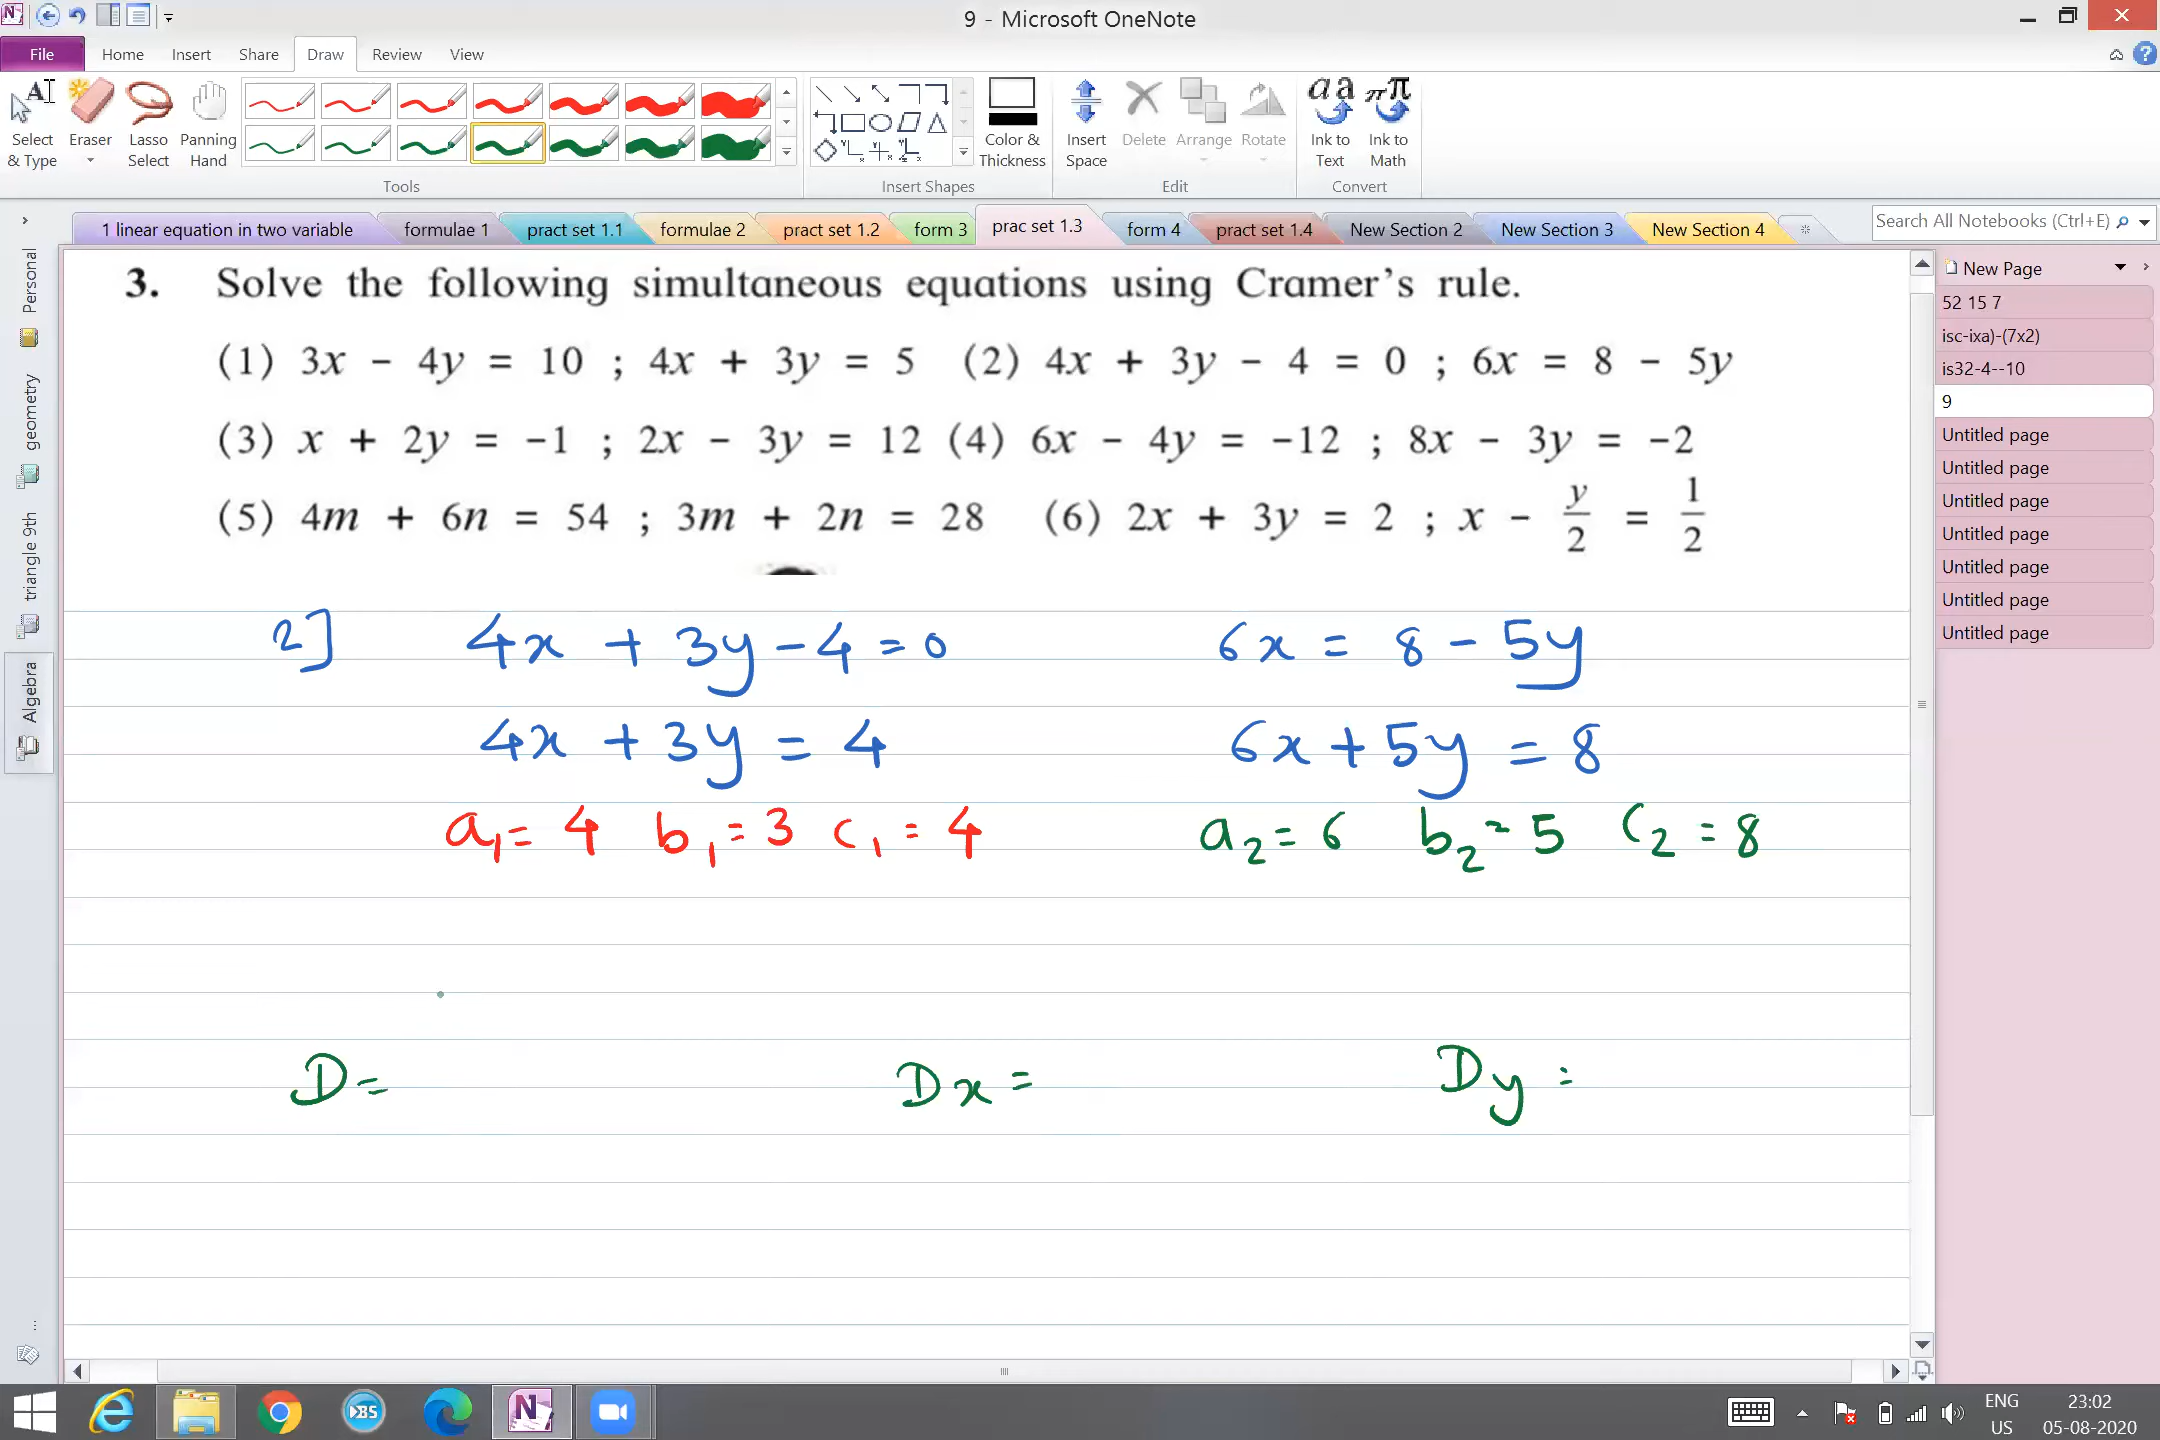 9 - Microsoft OneNote
File Home Insert Share Draw Review View
Select & Type Eraser Lasso Select Panning Hand Color & Thickness Insert Space Delete Arrange Rotate Ink to Text Ink to Math
Tools Insert Shapes Edit Convert
1 linear equation in two variable formulae 1 pract set 1.1 formulae 2 pract set 1.2 form 3 prac set 1.3 form 4 pract set 1.4 New Section 2 New Section 3 New Section 4 Search All Notebooks (Ctrl+E)
Personal
geometry
triangle 9th
Algebra
3. Solve the following simultaneous equations using Cramer's rule.
(1) 3x - 4y = 10 ; 4x + 3y = 5 (2) 4x + 3y - 4 = 0 ; 6x = 8 - 5y
(3) x + 2y = -1 ; 2x - 3y = 12 (4) 6x - 4y = -12 ; 8x - 3y = -2
(5) 4m + 6n = 54 ; 3m + 2n = 28 (6) 2x + 3y = 2 ; x - y/2 = 1/2
2] 4x + 3y - 4 = 0 6x = 8 - 5y
4x + 3y = 4 6x + 5y = 8
a1 = 4 b1 = 3 c1 = 4 a2 = 6 b2 = 5 c2 = 8
D= Dx = Dy =
New Page
52 15 7
isc-ixa)-(7x2)
is32-4--10
9
Untitled page
Untitled page
Untitled page
Untitled page
Untitled page
Untitled page
Untitled page
ENG 23:02
US 05-08-2020